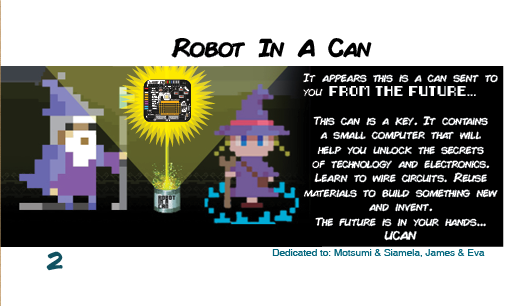 Robot In A Can
It appears this is a can sent to
you FROM THE FUTURE...
This can is a key. It contains
a small computer that will
help you unlock the secrets
of technology and electronics.
Learn to wire circuits. Reuse
materials to build something new
and invent.
The future is in your hands...
UCAN
2
Dedicated to: Motsumi & Siamela, James & Eva